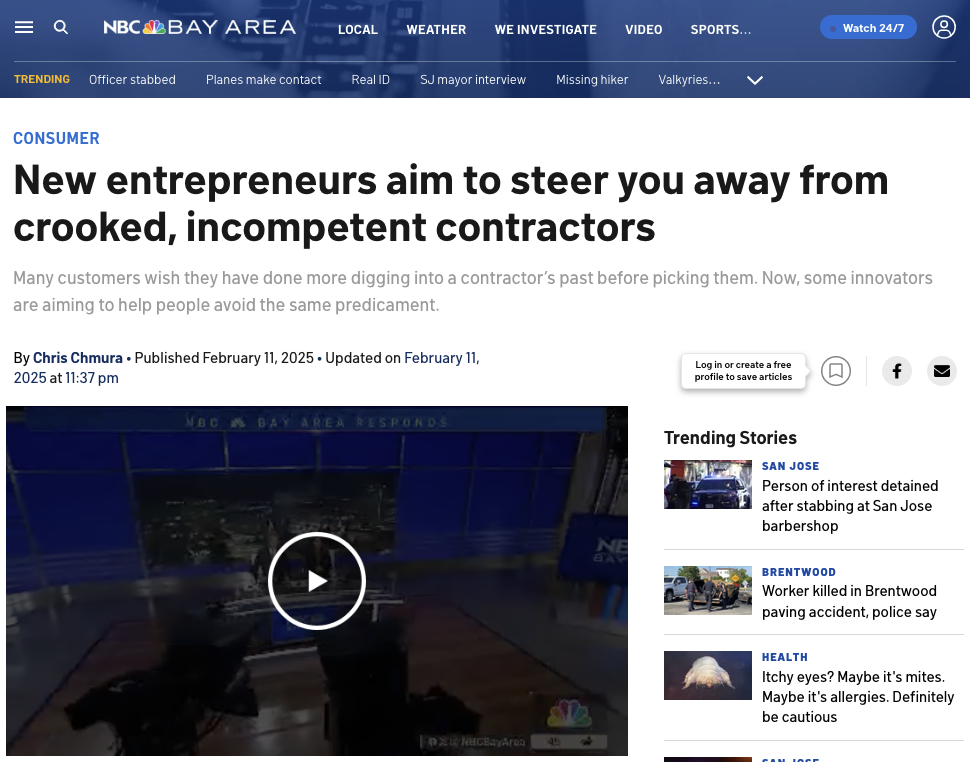 NBC BAY AREA
LOCAL
WEATHER
WE INVESTIGATE
VIDEO
SPORTS…
Watch 24/7
TRENDING
Officer stabbed
Planes make contact
Real ID
SJ mayor interview
Missing hiker
Valkyries…
CONSUMER
New entrepreneurs aim to steer you away from
crooked, incompetent contractors
Many customers wish they have done more digging into a contractor's past before picking them. Now, some innovators
are aiming to help people avoid the same predicament.
By Chris Chmura • Published February 11, 2025 • Updated on February 11,
2025 at 11:37 pm
Log in or create a free
profile to save articles
NBC BAY AREA RESPONDS
NBCBayArea
Trending Stories
SAN JOSE
Person of interest detained
after stabbing at San Jose
barbershop
BRENTWOOD
Worker killed in Brentwood
paving accident, police say
HEALTH
Itchy eyes? Maybe it's mites.
Maybe it's allergies. Definitely
be cautious
SAN JOSE